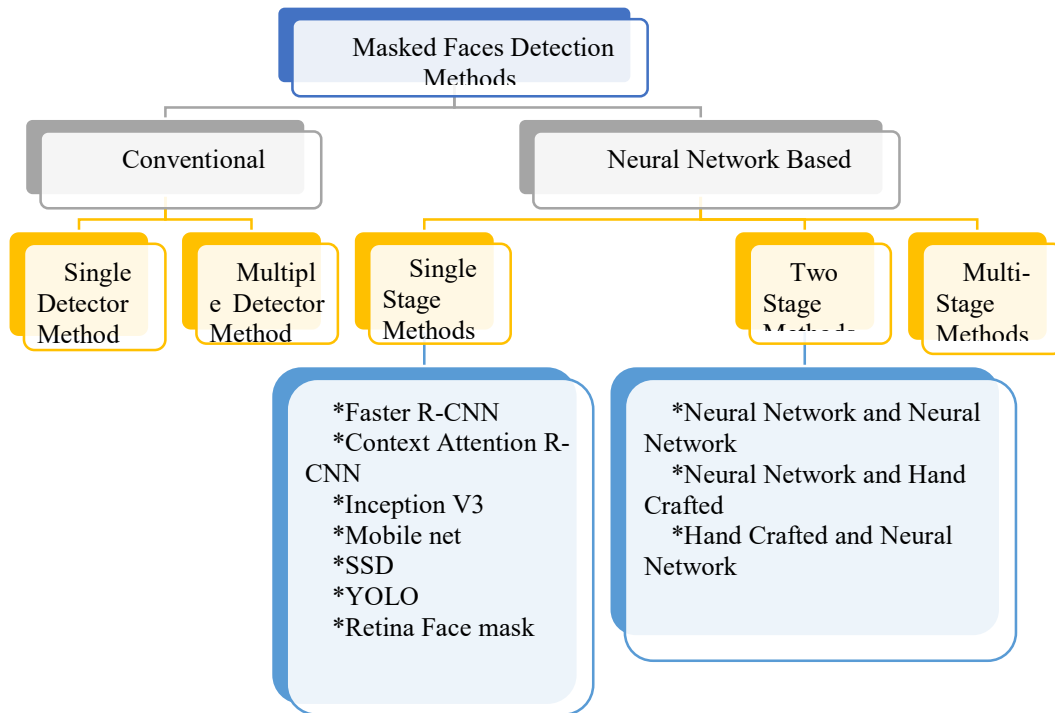 Masked Faces Detection
Methods
Conventional
Neural Network Based
Single
Detector
Method
Multipl
e Detector
Method
Single
Stage
Methods
Two
Stage
Methods
Multi-
Stage
Methods
*Faster R-CNN
*Context Attention R-
CNN
*Inception V3
*Mobile net
*SSD
*YOLO
*Retina Face mask
*Neural Network and Neural
Network
*Neural Network and Hand
Crafted
*Hand Crafted and Neural
Network